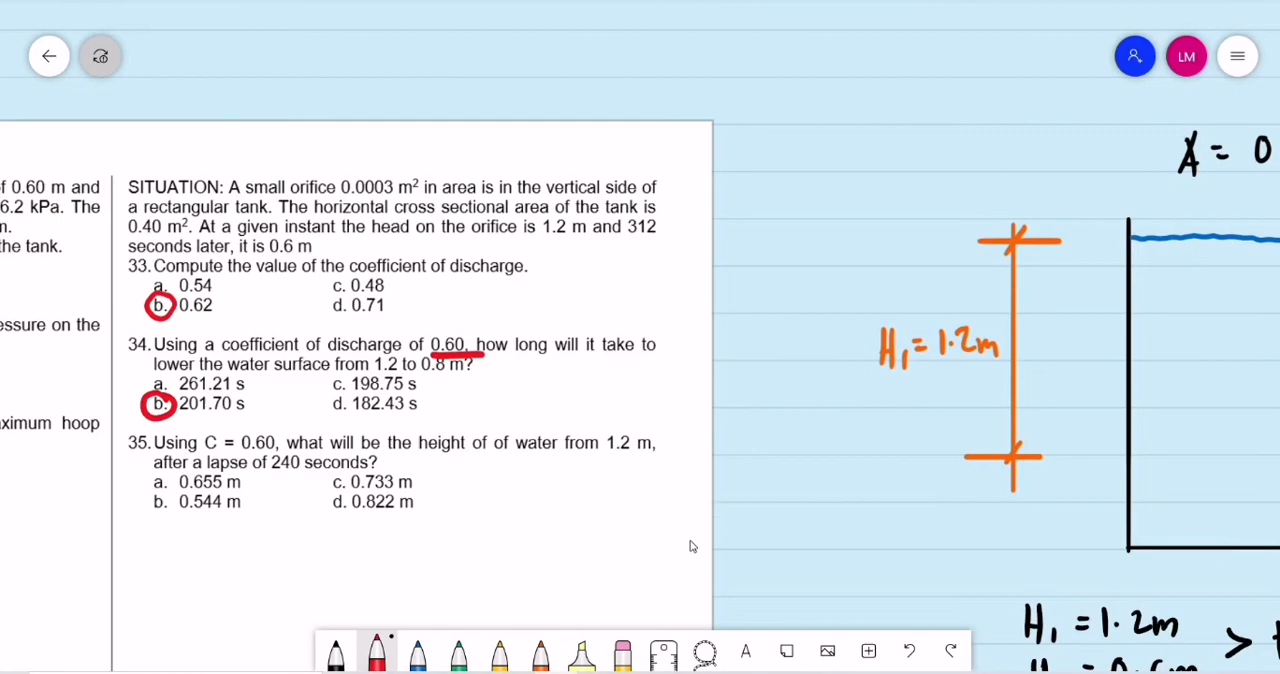 LM
A = 0
f 0.60 m and
6.2 kPa. The
n.
the tank.
essure on the
ximum hoop
SITUATION: A small orifice 0.0003 m² in area is in the vertical side of
a rectangular tank. The horizontal cross sectional area of the tank is
0.40 m². At a given instant the head on the orifice is 1.2 m and 312
seconds later, it is 0.6 m
33. Compute the value of the coefficient of discharge.
a. 0.54 c. 0.48
b. 0.62 d. 0.71
34. Using a coefficient of discharge of 0.60, how long will it take to
lower the water surface from 1.2 to 0.8 m?
a. 261.21 s c. 198.75 s
b. 201.70 s d. 182.43 s
35. Using C = 0.60, what will be the height of of water from 1.2 m,
after a lapse of 240 seconds?
a. 0.655 m c. 0.733 m
b. 0.544 m d. 0.822 m
H₁ = 1.2m
H₁ = 1.2m
>
A